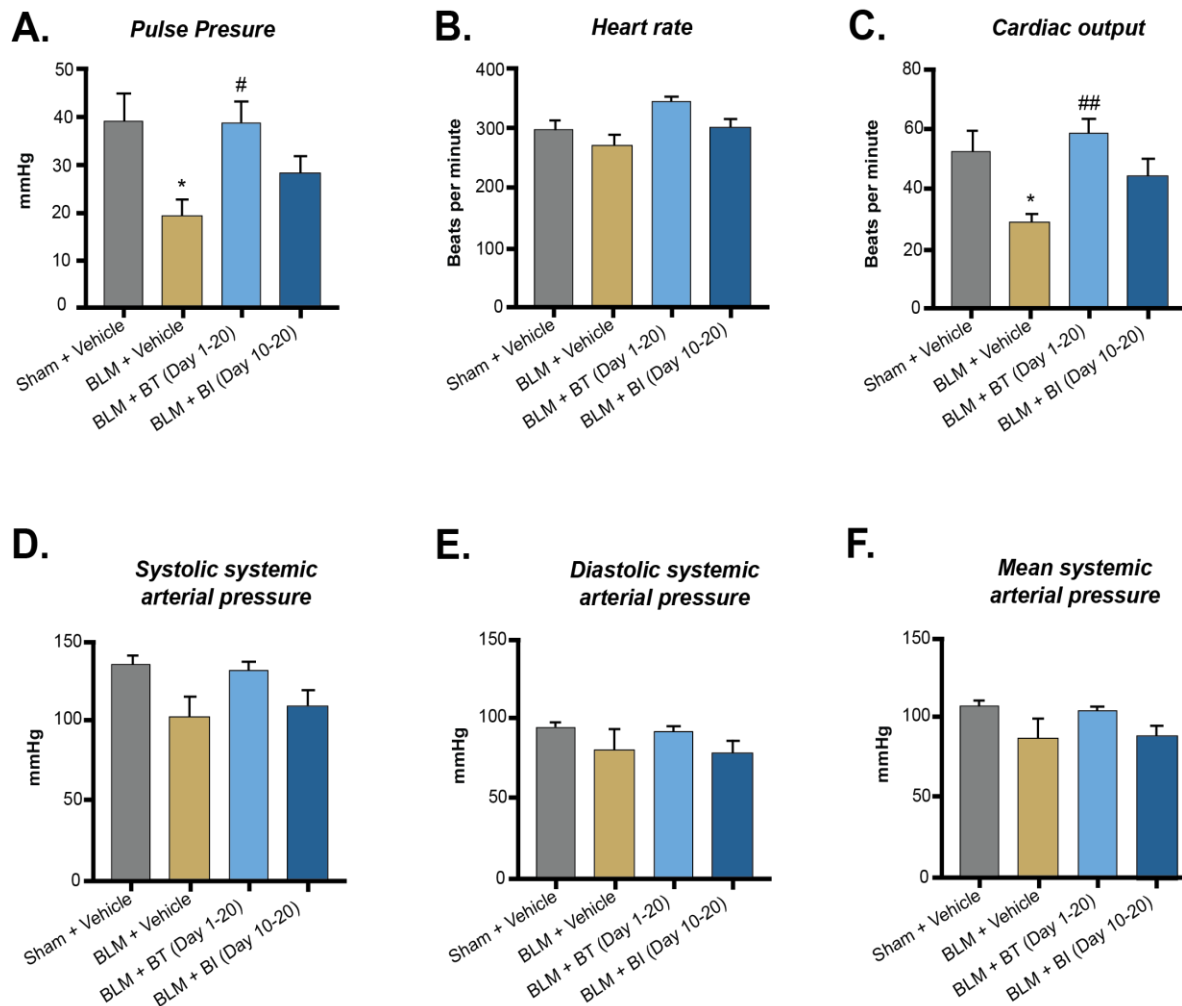 A.
Pulse Presure
mmHg
50
40
30
20
10
0
*
#
Sham + Vehicle
BLM + Vehicle
BLM + BT (Day 1-20)
BLM + BI (Day 10-20)
B.
Heart rate
Beats per minute
400
300
200
100
0
Sham + Vehicle
BLM + Vehicle
BLM + BT (Day 1-20)
BLM + BI (Day 10-20)
C.
Cardiac output
Beats per minute
80
60
40
20
0
*
##
Sham + Vehicle
BLM + Vehicle
BLM + BT (Day 1-20)
BLM + BI (Day 10-20)
D.
Systolic systemic
arterial pressure
mmHg
150
100
50
0
Sham + Vehicle
BLM + Vehicle
BLM + BT (Day 1-20)
BLM + BI (Day 10-20)
E.
Diastolic systemic
arterial pressure
mmHg
150
100
50
0
Sham + Vehicle
BLM + Vehicle
BLM + BT (Day 1-20)
BLM + BI (Day 10-20)
F.
Mean systemic
arterial pressure
mmHg
150
100
50
0
Sham + Vehicle
BLM + Vehicle
BLM + BT (Day 1-20)
BLM + BI (Day 10-20)